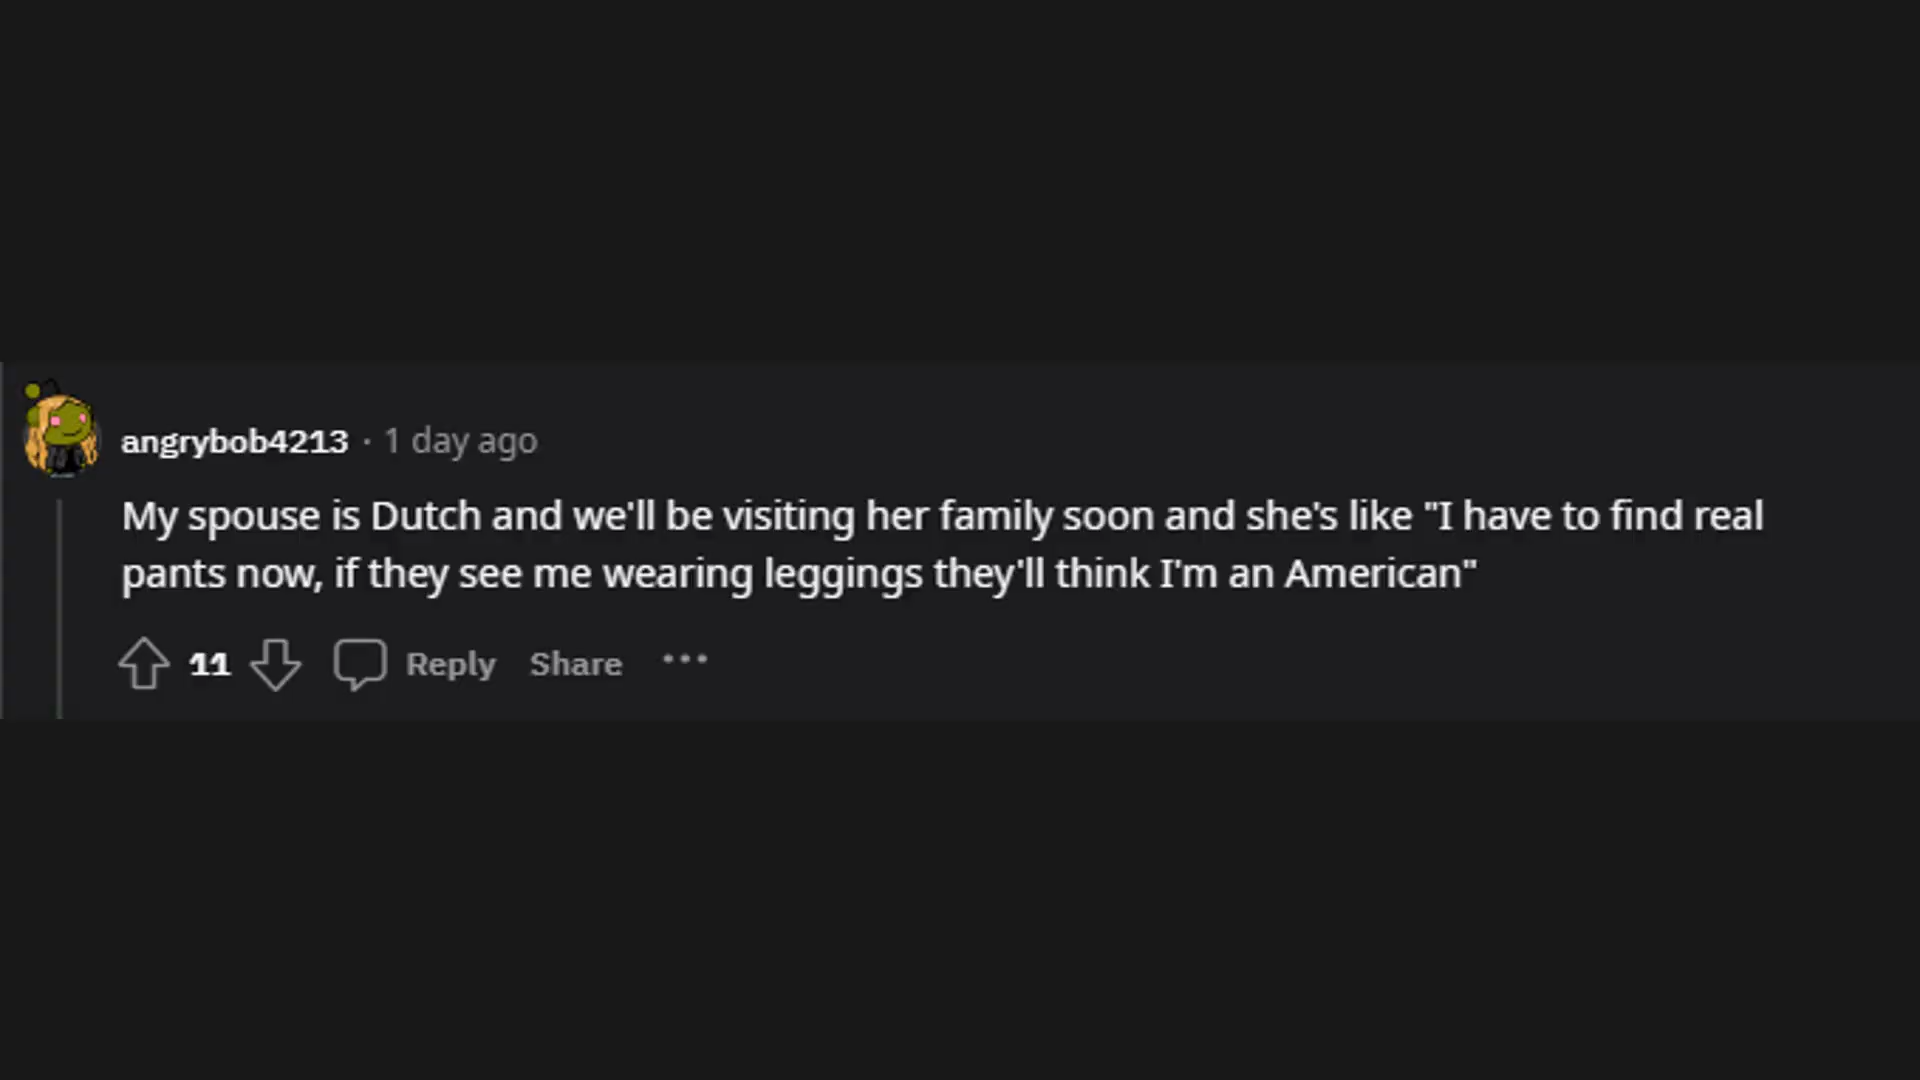 angrybob4213 · 1 day ago
My spouse is Dutch and we'll be visiting her family soon and she's like "I have to find real
pants now, if they see me wearing leggings they'll think I'm an American"
11 Reply Share ···